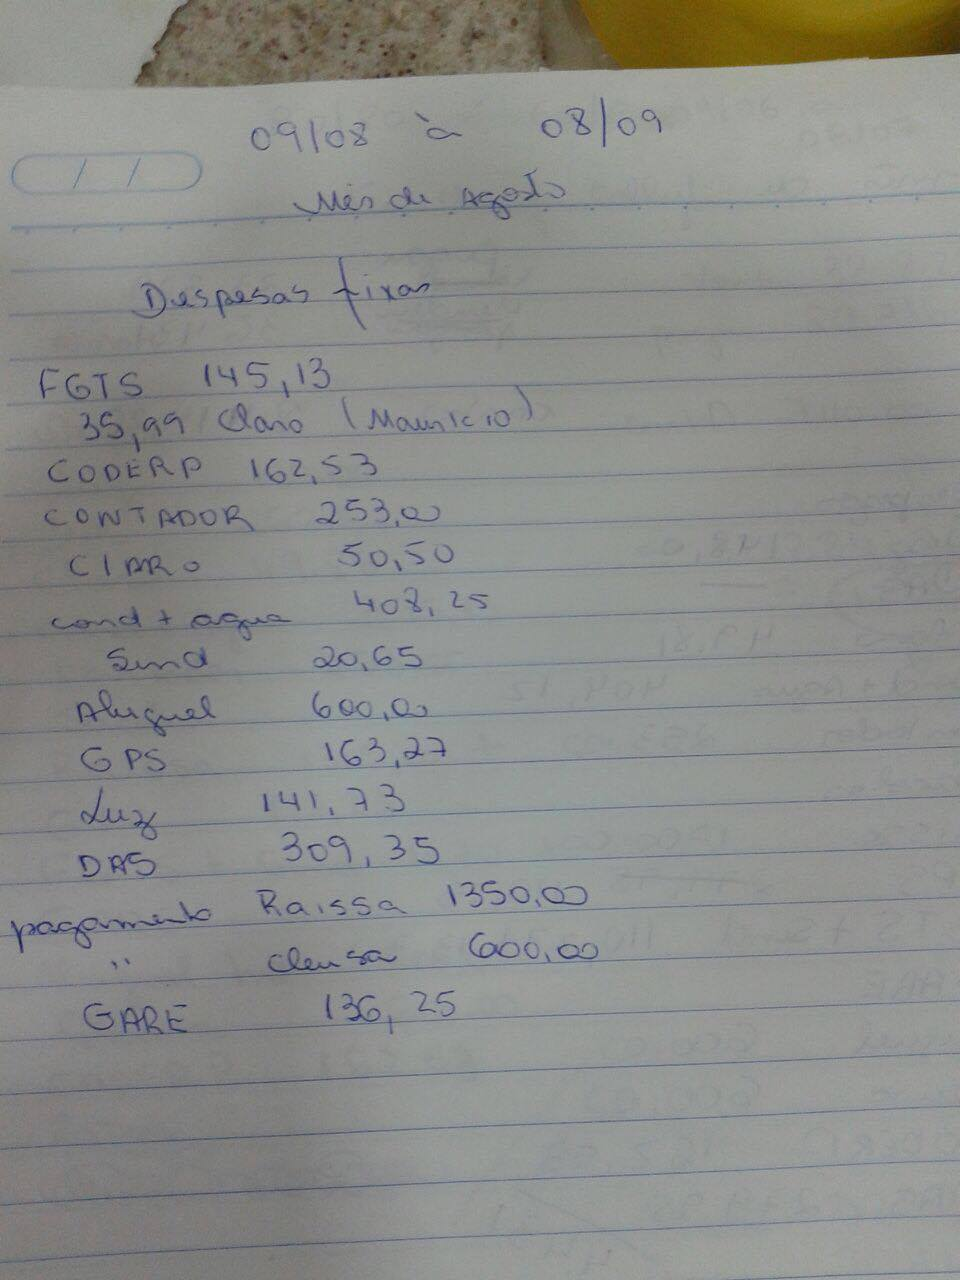 09/08 à 08/09
Mês de Agosto
Despesas fixas
FGTS 145,13
35,99 Claro (Mauricio)
CODERP 162,53
CONTADOR 253,00
CLARO 50,50
cond + agua 408,25
Sind 20,65
Aluguel 600,00
GPS 163,27
Luz 141,73
DAS 309,35
pagamento Raissa 1350,00
" Cleusa 600,00
GARE 136,25